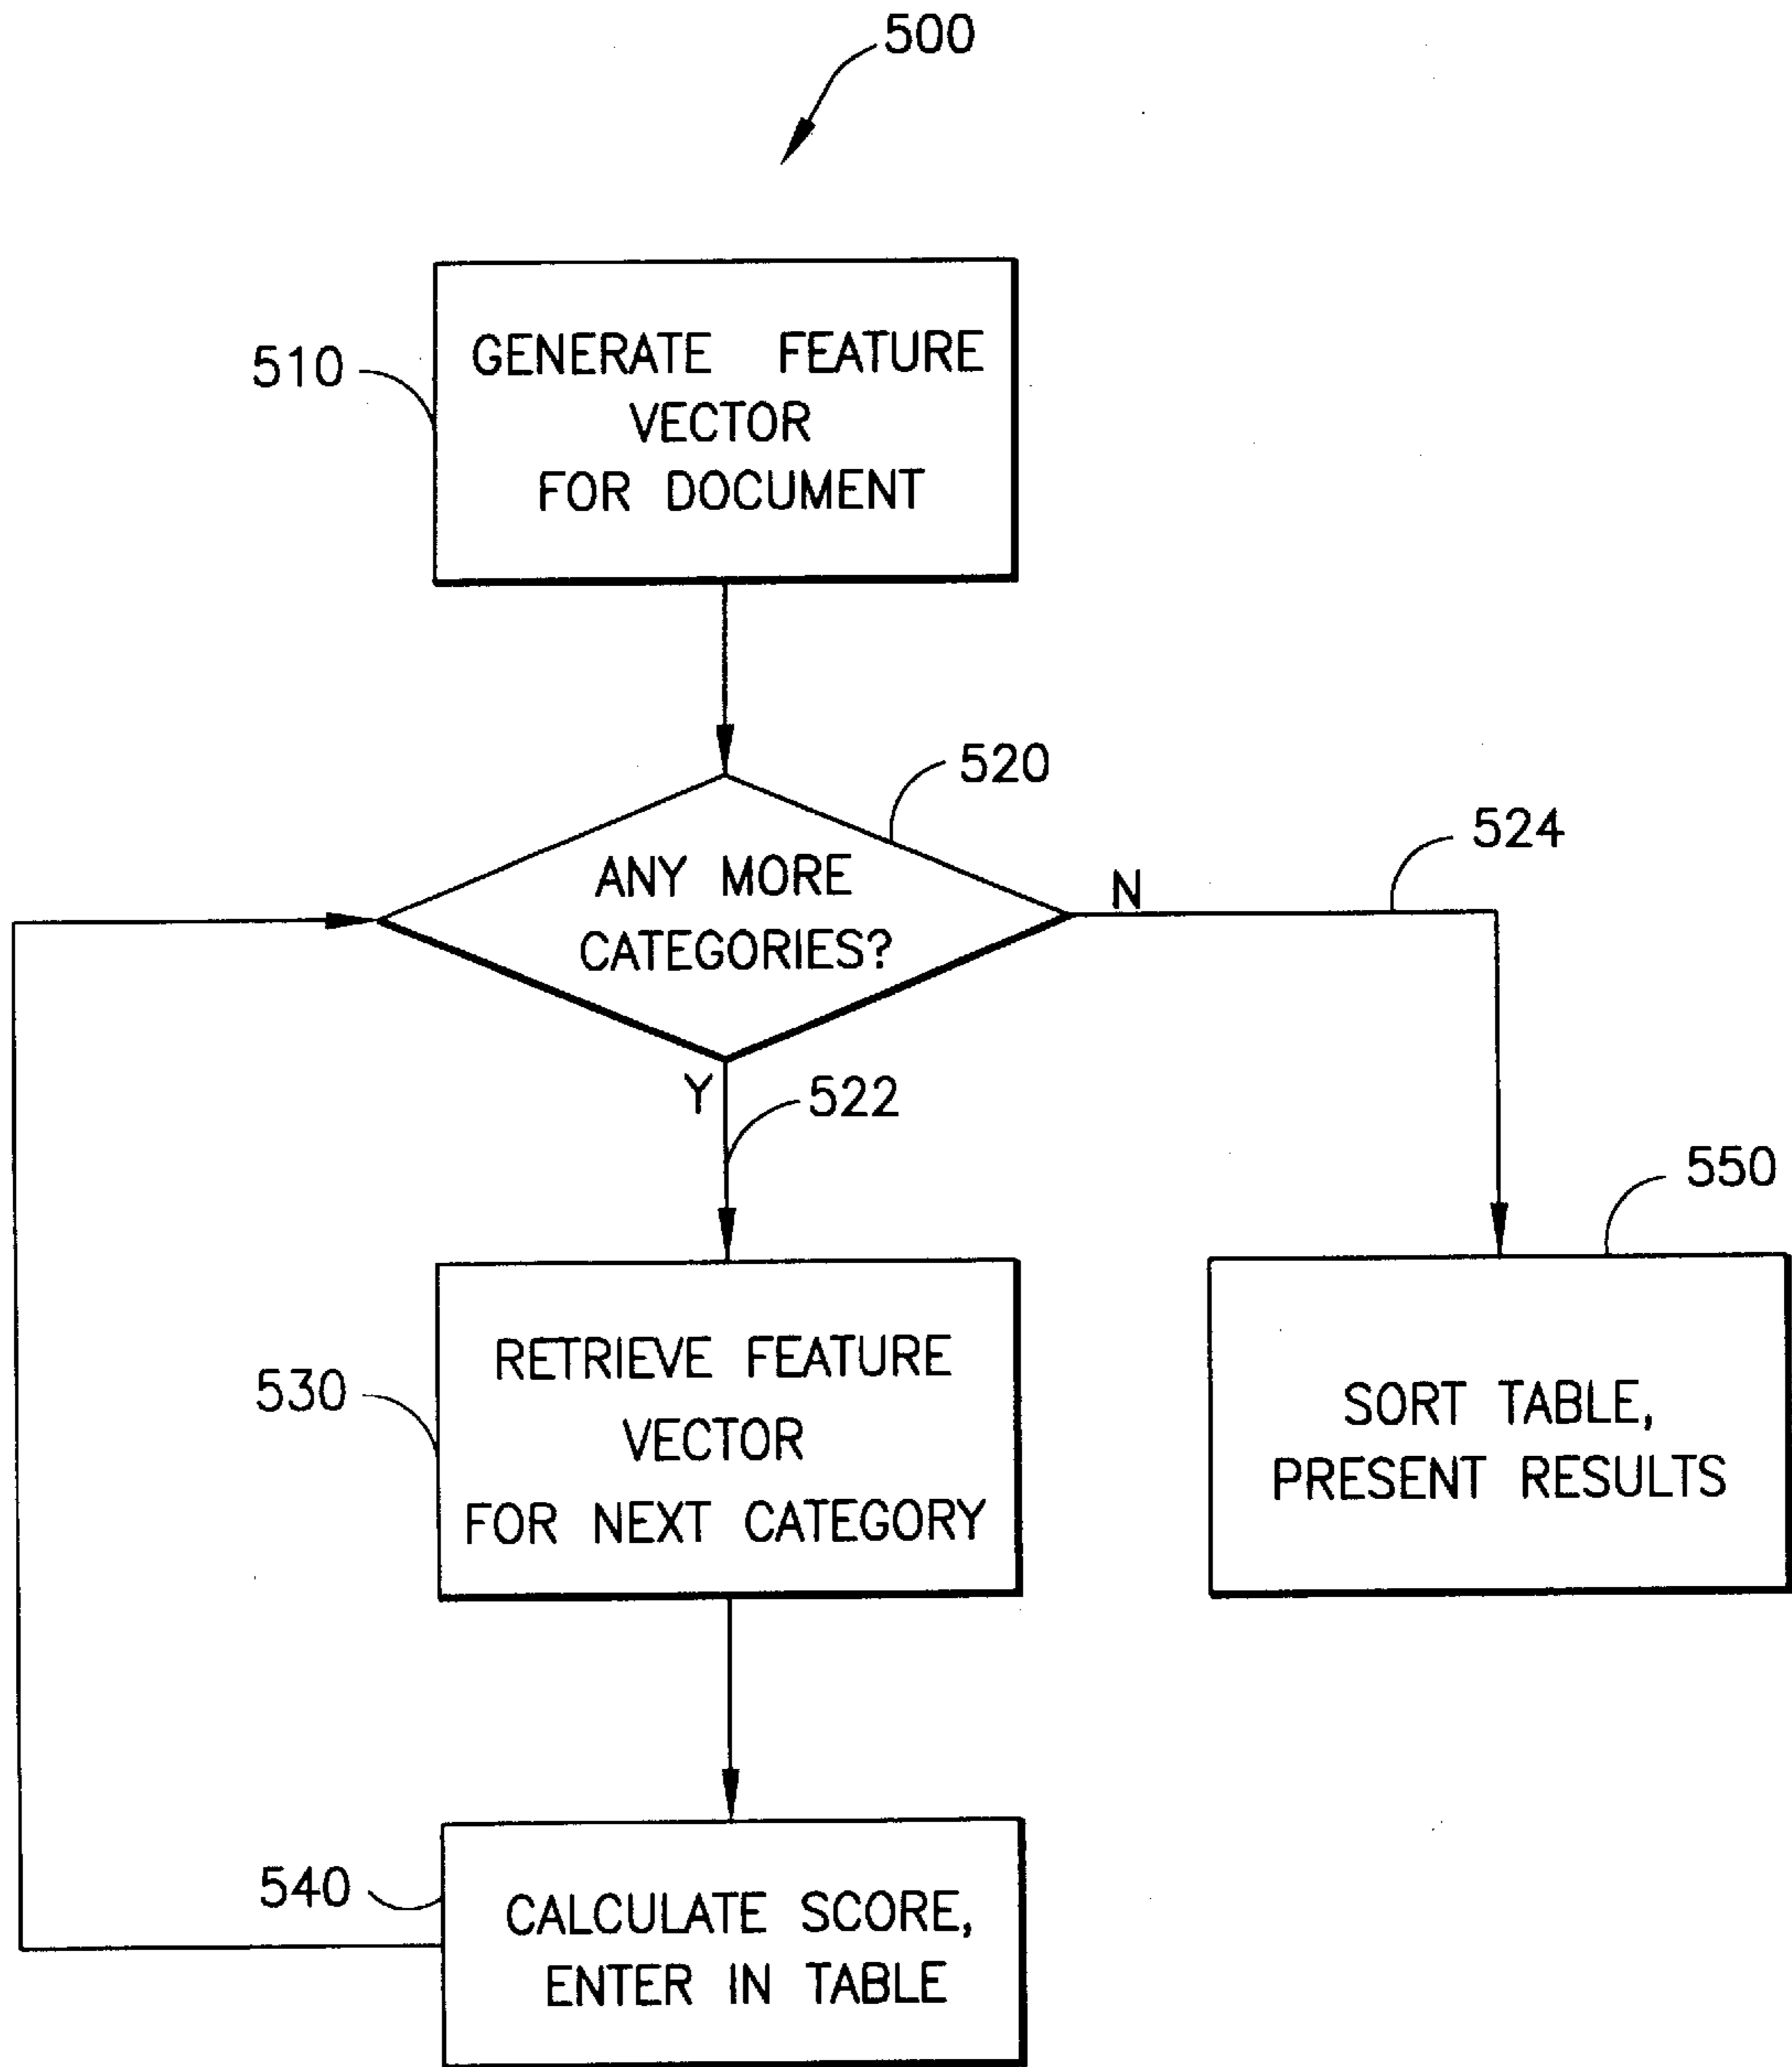 500
510
GENERATE FEATURE
VECTOR
FOR DOCUMENT
520
ANY MORE
CATEGORIES?
N
524
Y
522
530
RETRIEVE FEATURE
VECTOR
FOR NEXT CATEGORY
550
SORT TABLE,
PRESENT RESULTS
540
CALCULATE SCORE,
ENTER IN TABLE